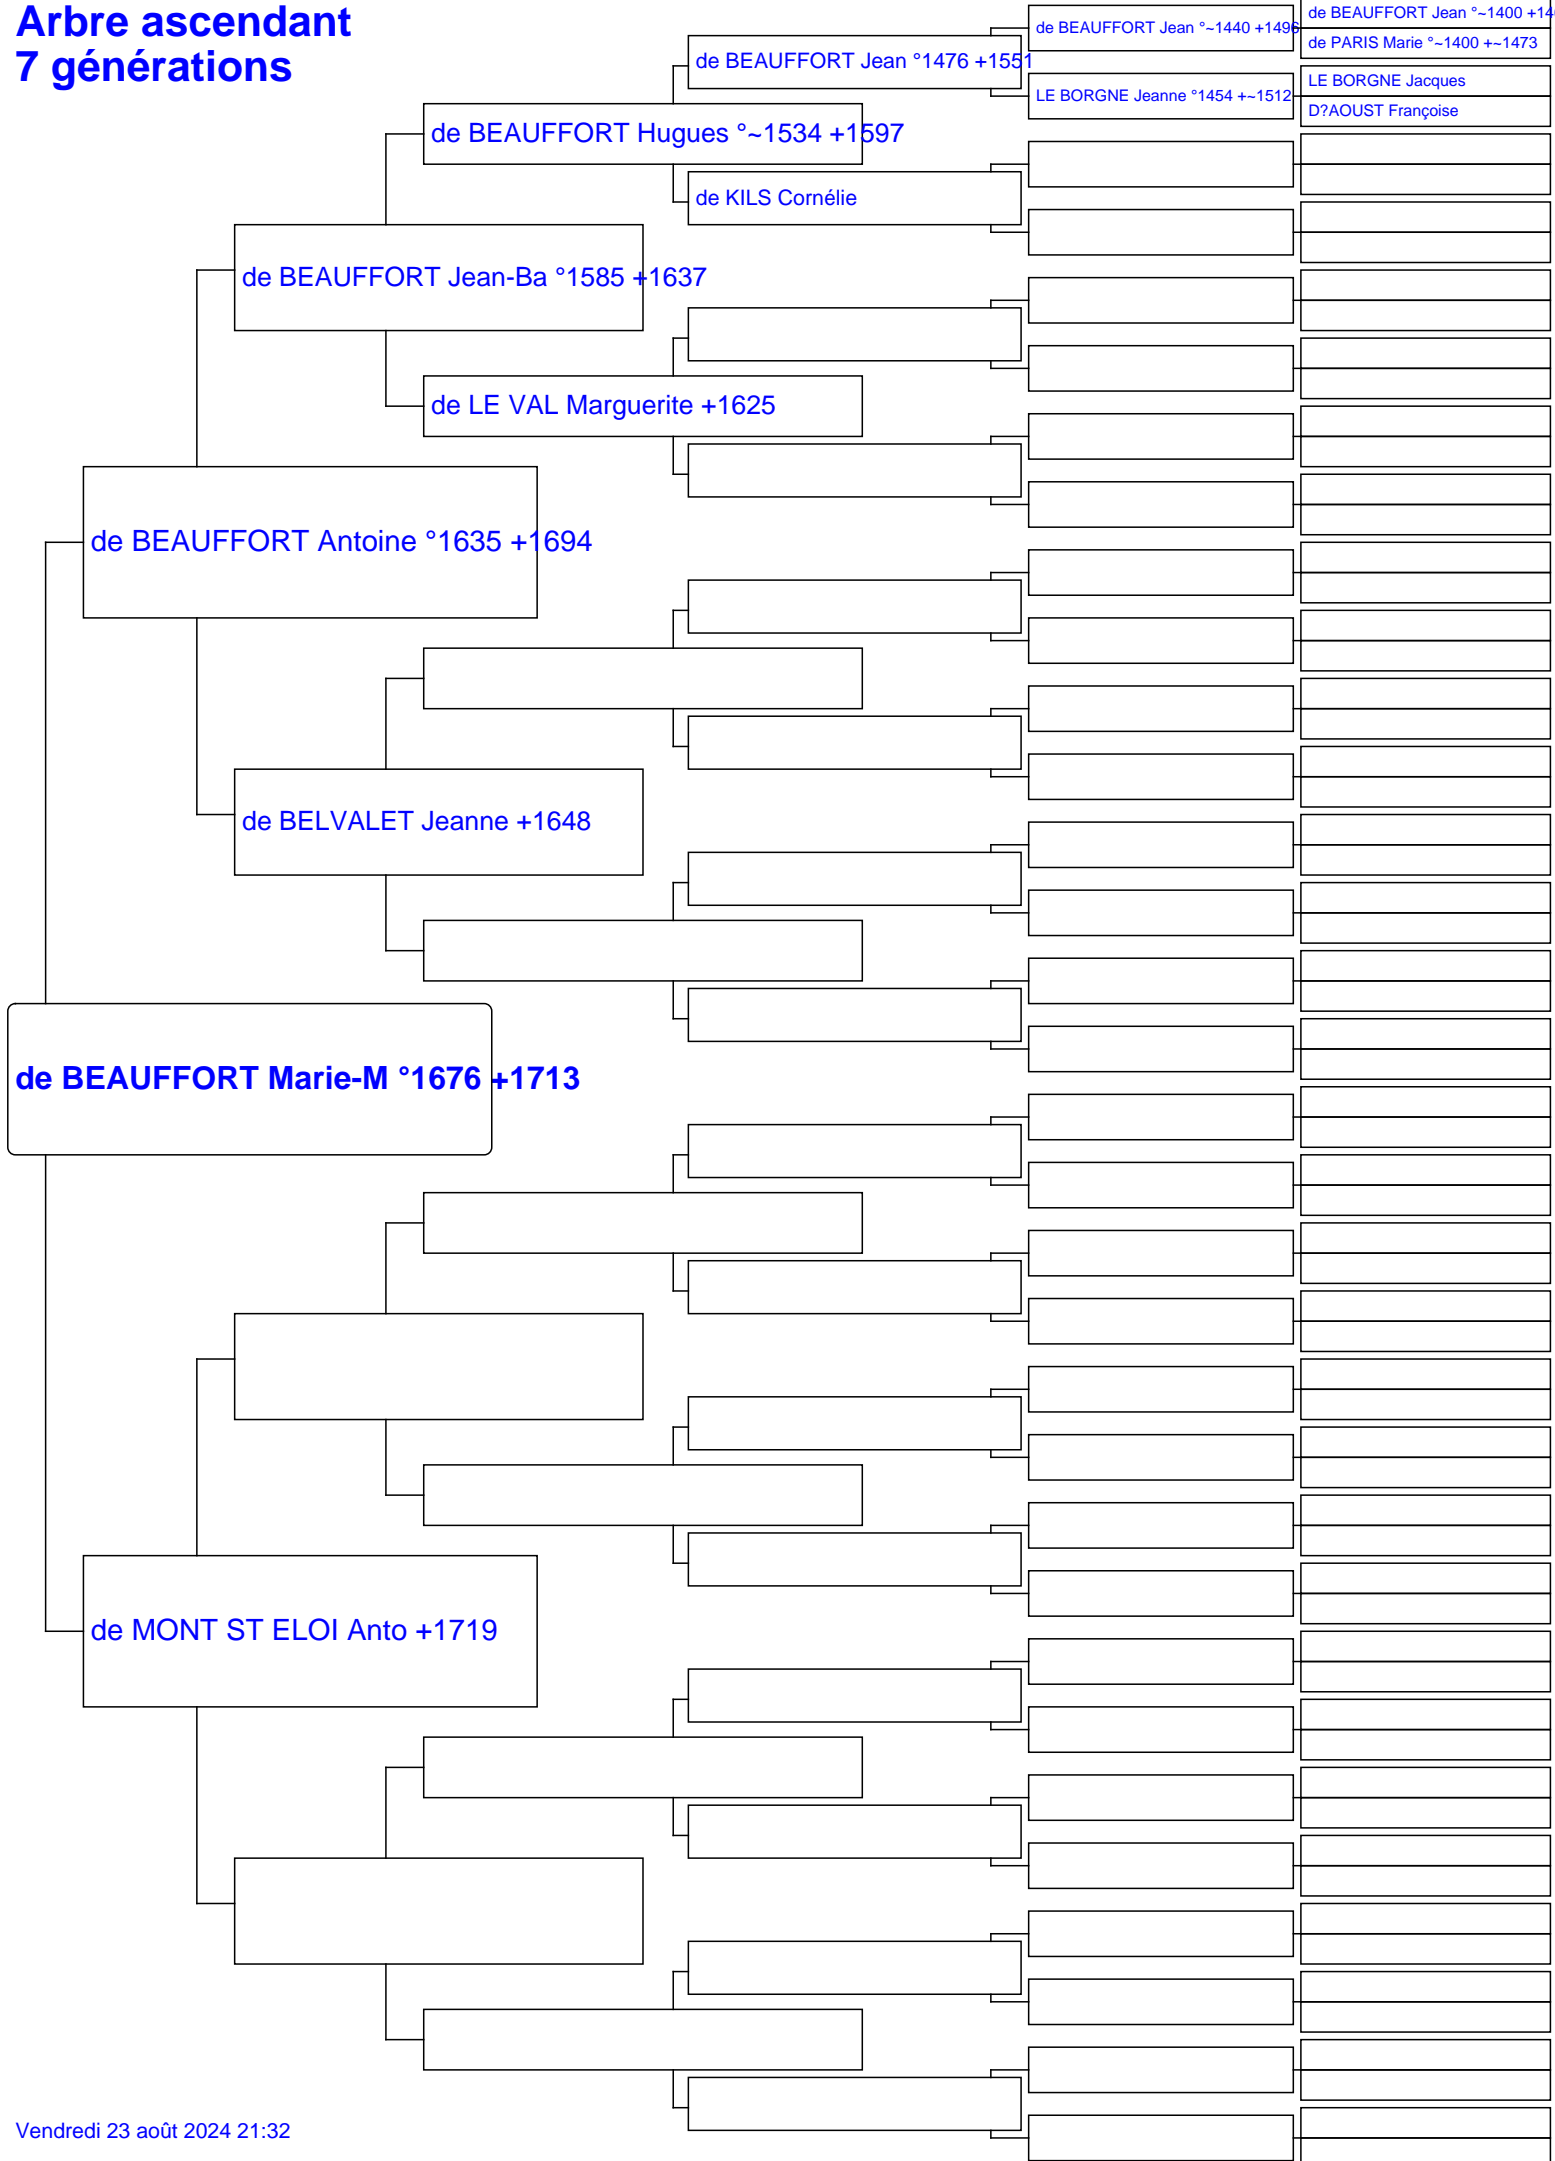 Arbre ascendant
7 générations
de BEAUFFORT Jean °~1400 +14
de BEAUFFORT Jean °~1440 +1496
de PARIS Marie °~1400 +~1473
de BEAUFFORT Jean °1476 +1551
LE BORGNE Jacques
LE BORGNE Jeanne °1454 +~1512
D?AOUST Françoise
de BEAUFFORT Hugues °~1534 +1597
de KILS Cornélie
de BEAUFFORT Jean-Ba °1585 +1637
de LE VAL Marguerite +1625
de BEAUFFORT Antoine °1635 +1694
de BELVALET Jeanne +1648
de BEAUFFORT Marie-M °1676 +1713
de MONT ST ELOI Anto +1719
Vendredi 23 août 2024 21:32